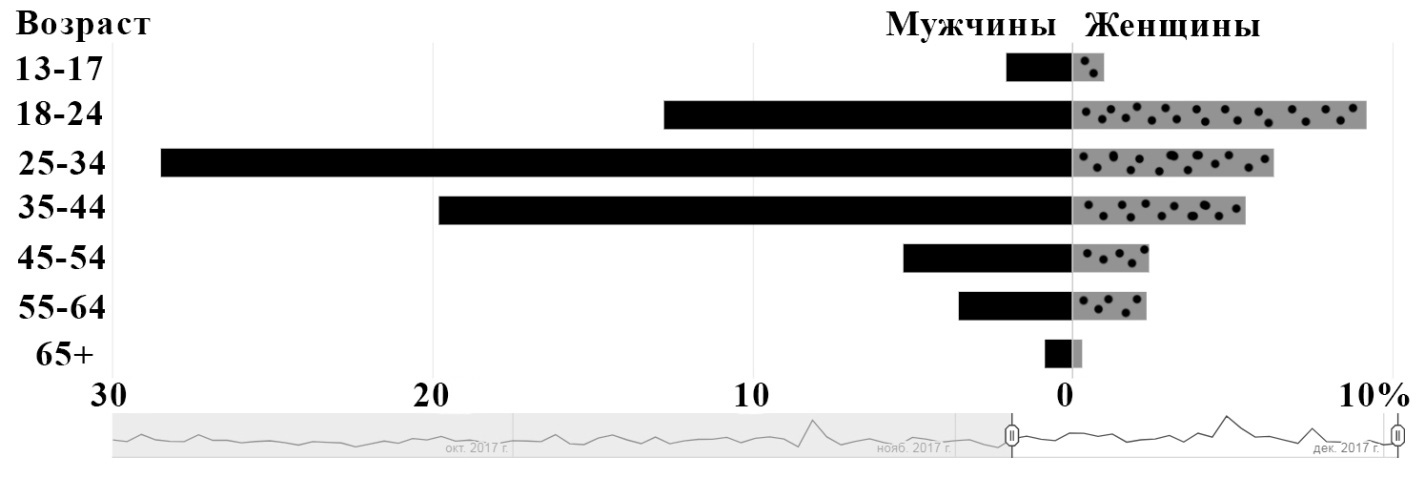 Возраст Мужчины Женщины
13-17
18-24
25-34
35-44
45-54
55-64
65+
30 20 10 0 10%
окт. 2017 г. нояб. 2017 г. дек. 2017 г.